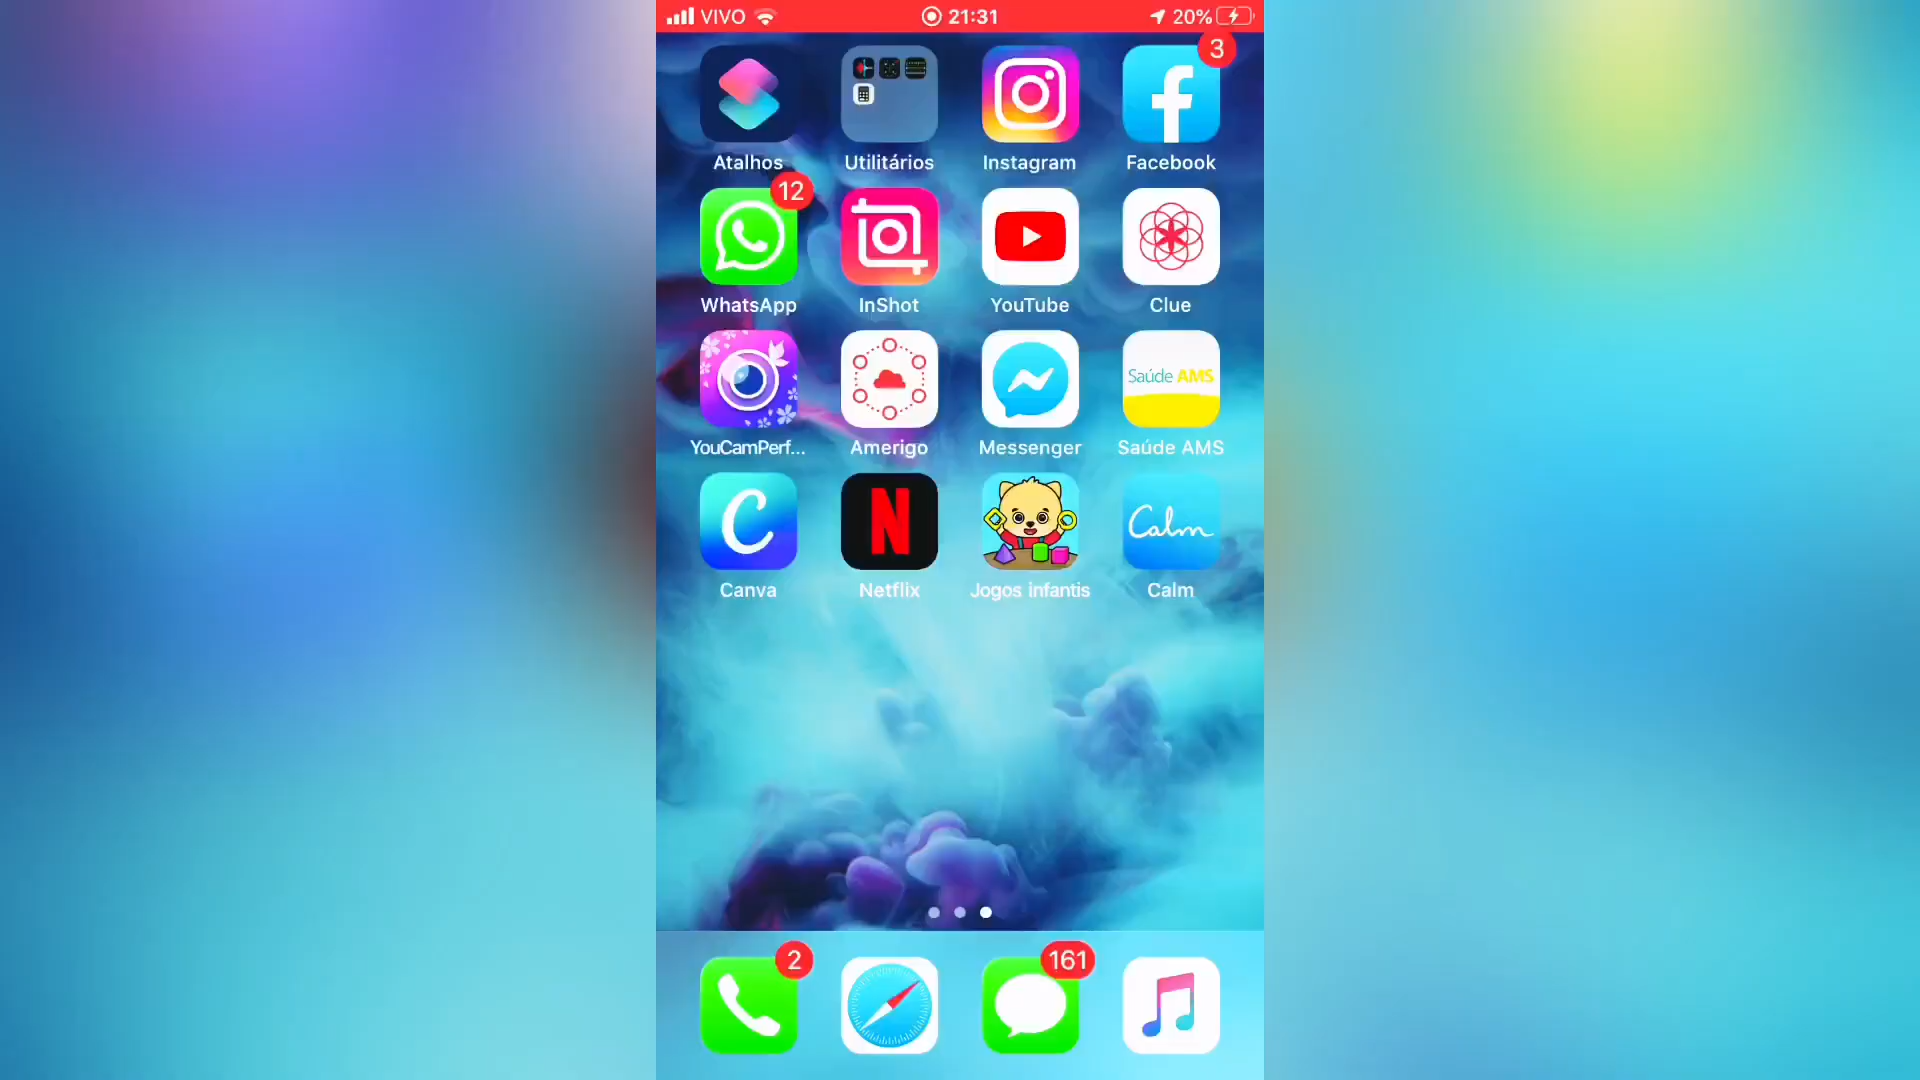 VIVO 21:31 20%
3
Atalhos Utilitários Instagram Facebook
12
WhatsApp InShot YouTube Clue
Saúde AMS
YouCamPerf... Amerigo Messenger Saúde AMS
C N Calm
Canva Netflix Jogos infantis Calm
2 161